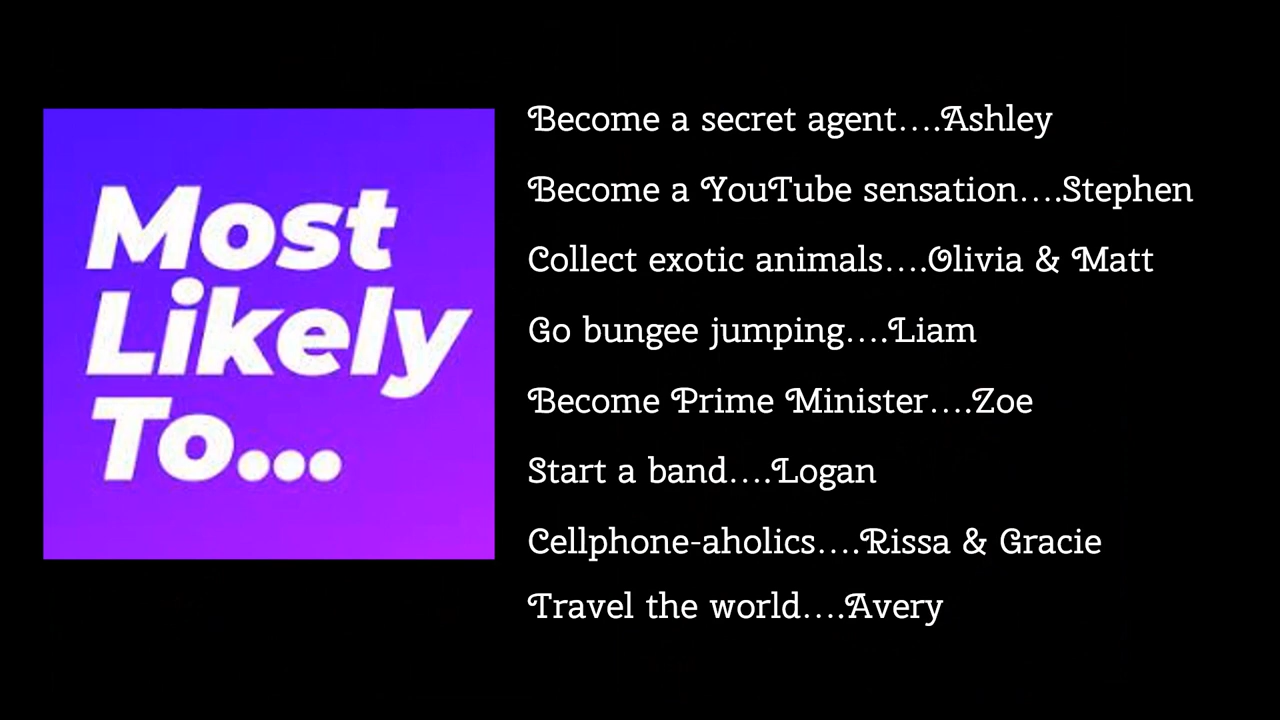 Most
Likely
To...
Become a secret agent....Ashley
Become a YouTube sensation....Stephen
Collect exotic animals....Olivia & Matt
Go bungee jumping....Liam
Become Prime Minister....Zoe
Start a band....Logan
Cellphone-aholics....Rissa & Gracie
Travel the world....Avery